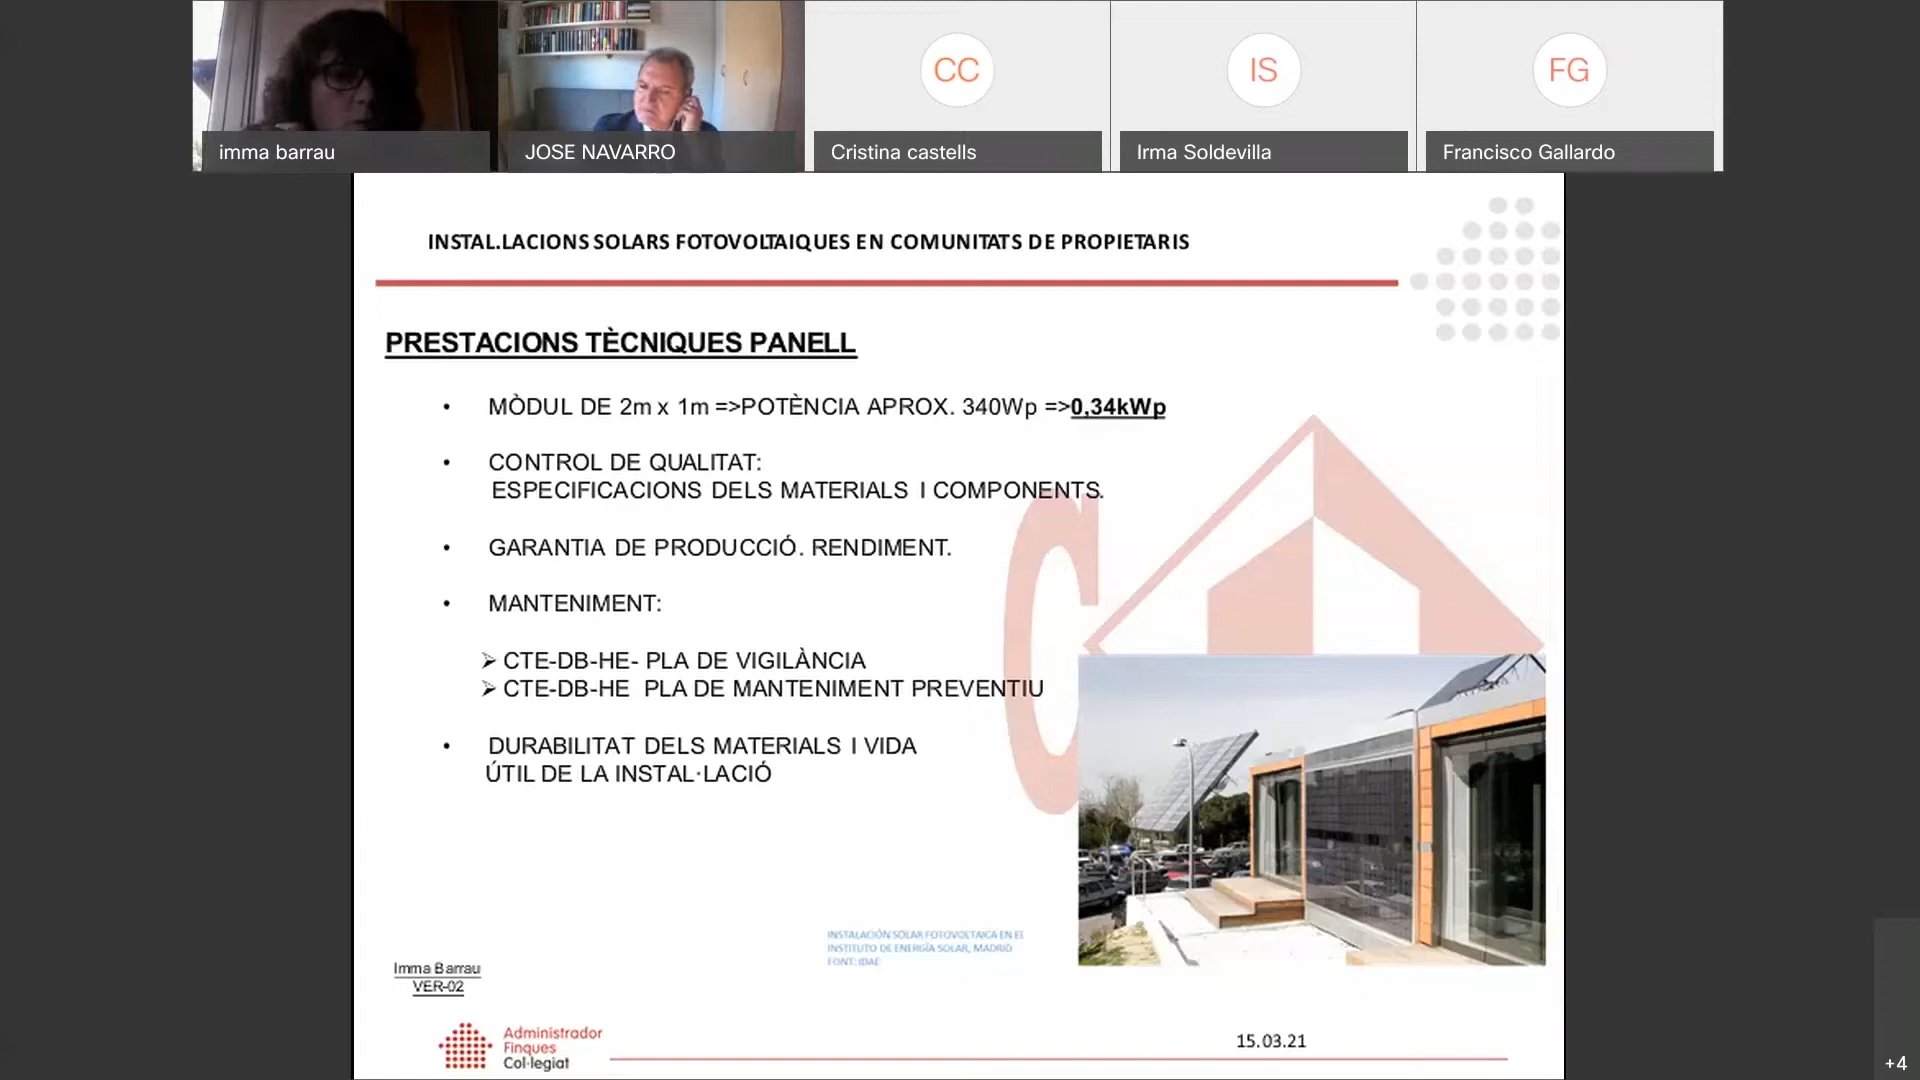 CC
IS
FG
imma barrau
JOSE NAVARRO
Cristina castells
Irma Soldevilla
Francisco Gallardo
INSTAL.LACIONS SOLARS FOTOVOLTAIQUES EN COMUNITATS DE PROPIETARIS
PRESTACIONS TÈCNIQUES PANELL
• MÒDUL DE 2m x 1m =>POTÈNCIA APROX. 340Wp =>0,34kWp
• CONTROL DE QUALITAT:
ESPECIFICACIONS DELS MATERIALS I COMPONENTS.
• GARANTIA DE PRODUCCIÓ. RENDIMENT.
• MANTENIMENT:
➢ CTE-DB-HE- PLA DE VIGILÀNCIA
➢ CTE-DB-HE PLA DE MANTENIMENT PREVENTIU
• DURABILITAT DELS MATERIALS I VIDA
ÚTIL DE LA INSTAL·LACIÓ
C
INSTALACIÓN SOLAR FOTOVOLTAICA EN EL
INSTITUTO DE ENERGÍA SOLAR, MADRID
FONT: IDAE
Imma Barrau
VER-02
Administrador
Finques
Col·legiat
15.03.21
+4